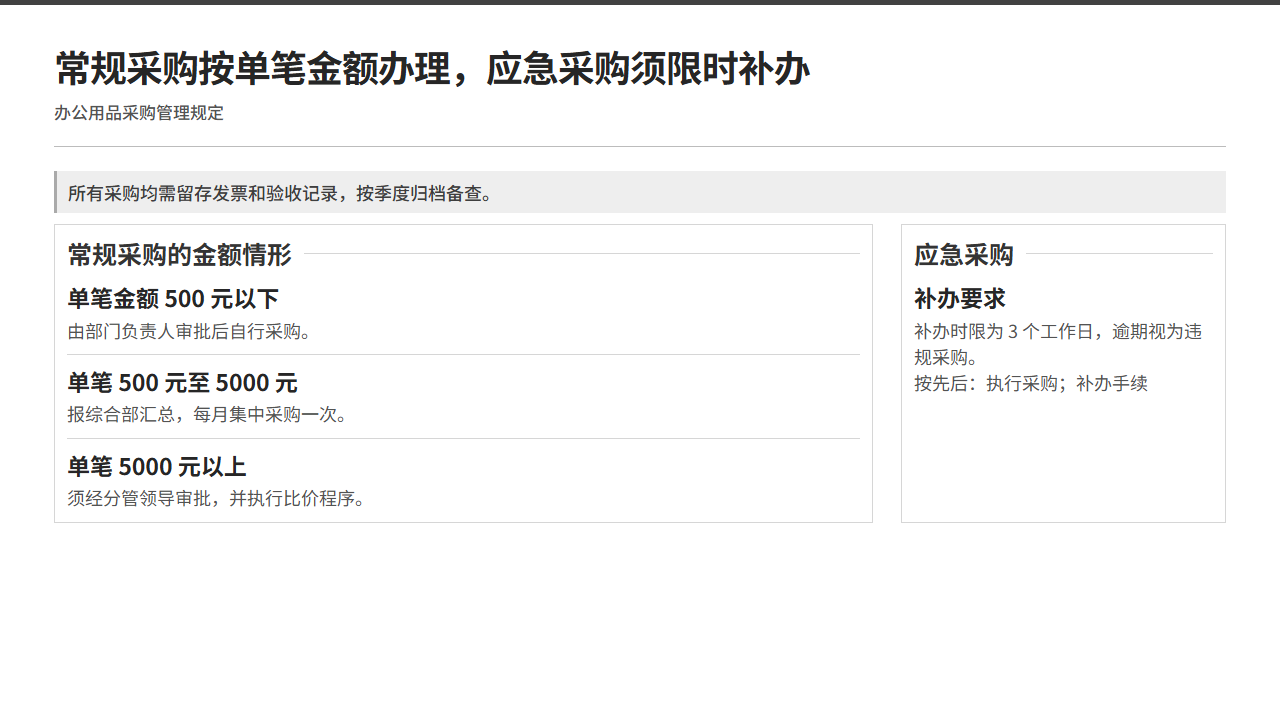 常规采购按单笔金额办理，应急采购须限时补办
办公用品采购管理规定
所有采购均需留存发票和验收记录，按季度归档备查。
常规采购的金额情形
单笔金额 500 元以下
由部门负责人审批后自行采购。
单笔 500 元至 5000 元
报综合部汇总，每月集中采购一次。
单笔 5000 元以上
须经分管领导审批，并执行比价程序。
应急采购
补办要求
补办时限为 3 个工作日，逾期视为违
规采购。
按先后：执行采购；补办手续